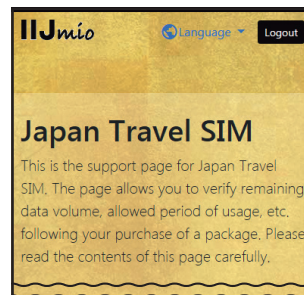 IIJmio
Language
Logout
Japan Travel SIM
This is the support page for Japan Travel
SIM. The page allows you to verify remaining
data volume, allowed period of usage, etc.
following your purchase of a package. Please
read the contents of this page carefully.